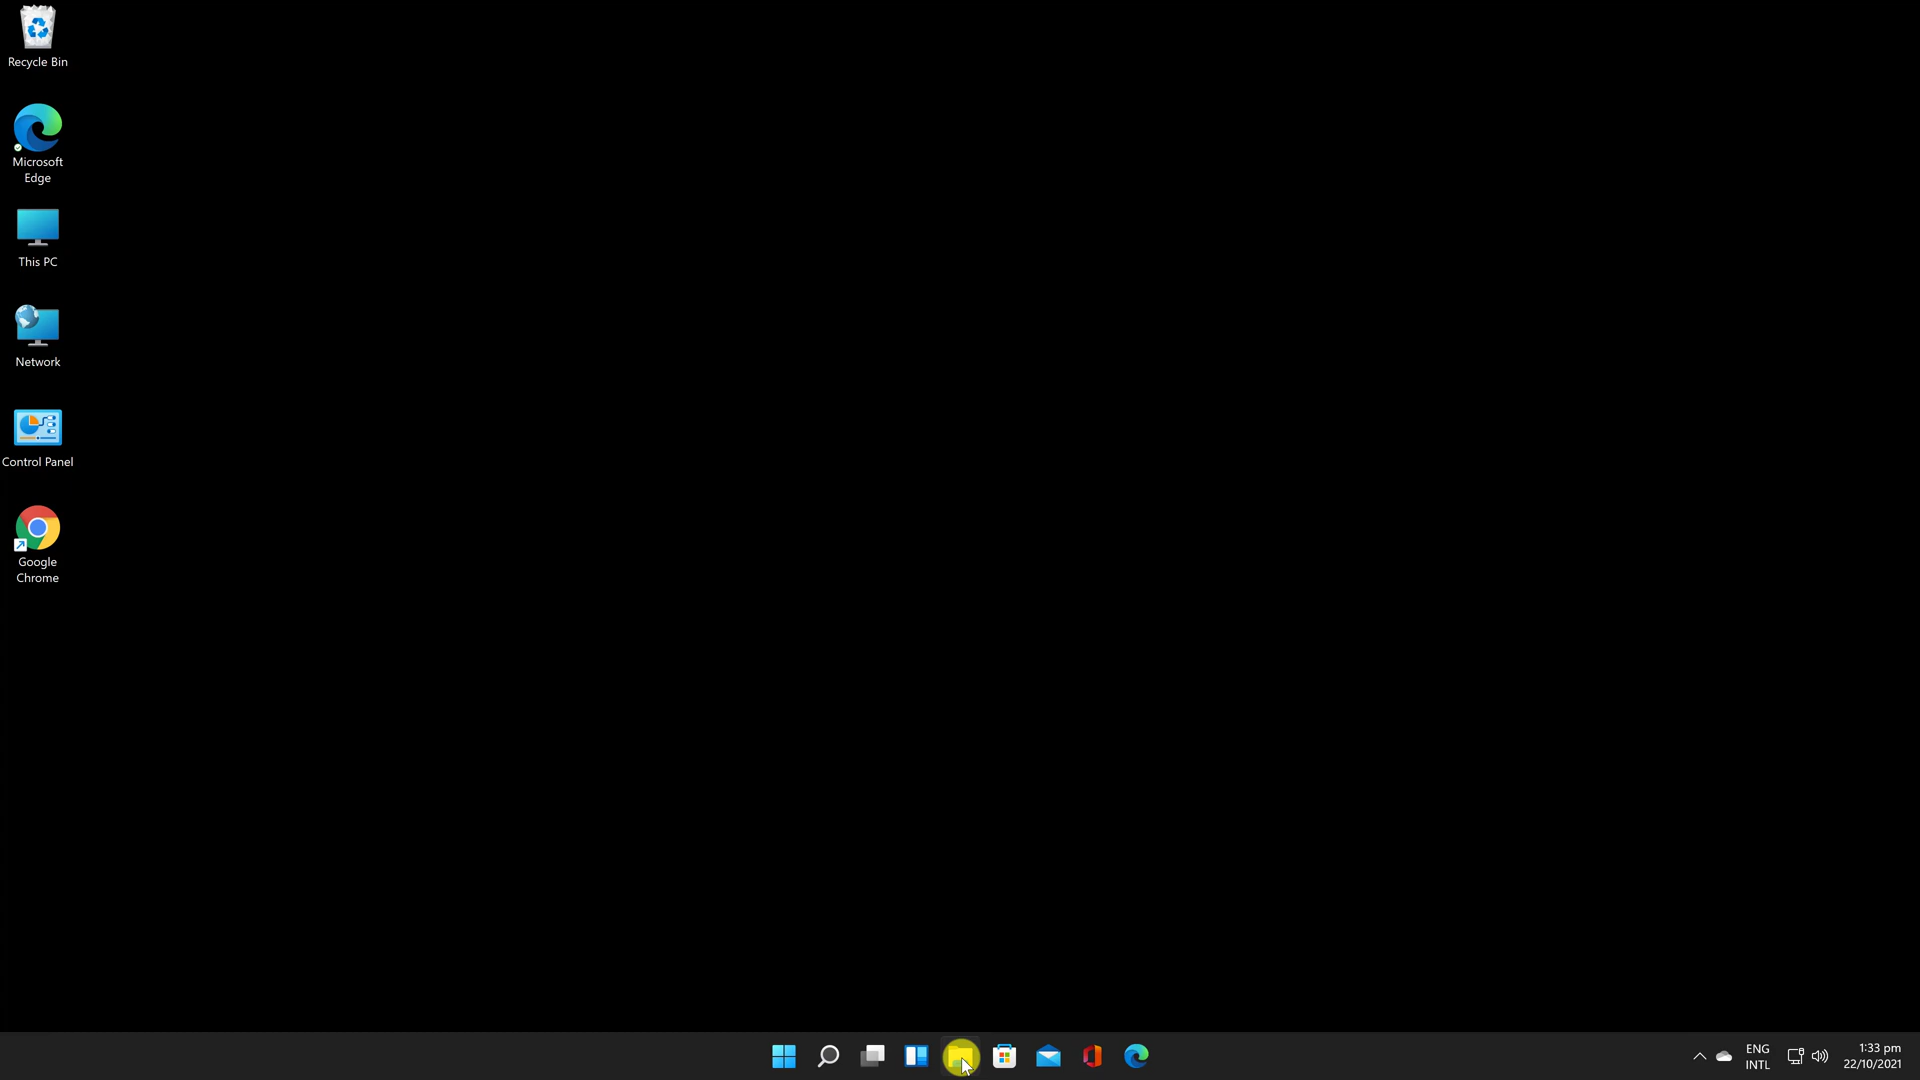 Recycle Bin
Microsoft
Edge
This PC
Network
Control Panel
Google
Chrome
ENG
INTL
1:33 pm
22/10/2021